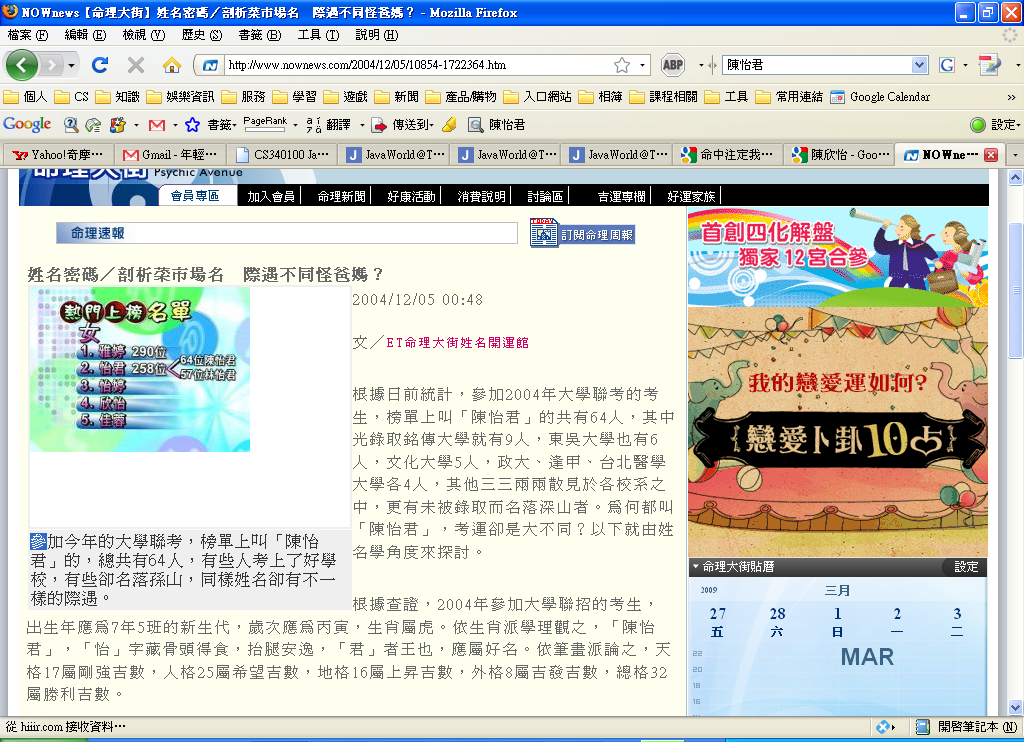 NOWnews【命理大街】姓名密碼／剖析菜市場名　際遇不同怪爸媽？ - Mozilla Firefox
檔案(F) 編輯(E) 檢視(V) 歷史(S) 書籤(B) 工具(T) 說明(H)
http://www.nownews.com/2004/12/05/10854-1722364.htm ABP 陳怡君 G
個人 CS 知識 娛樂資訊 服務 學習 遊戲 新聞 產品/購物 入口網站 相簿 課程相關 工具 常用連結 Google Calendar »
Google 書籤 PageRank 翻譯 傳送到 陳怡君 設定
Yahoo!奇摩… Gmail - 年輕… CS340100 Ja… JavaWorld@T… JavaWorld@T… JavaWorld@T… 命中注定我… 陳欣怡 - Goo… NOWne…
命理大街 Psychic Avenue
會員專區 加入會員 命理新聞 好康活動 消費說明 討論區 吉運專欄 好運家族
命理速報 訂閱命理周報
姓名密碼／剖析菜市場名　際遇不同怪爸媽？
熱門上榜名單
女
1. 雅婷 290位
2. 怡君 258位 64位陳怡君
57位林怡君
3. 怡婷
4. 欣怡
5. 佳蓉
參加今年的大學聯考，榜單上叫「陳怡
君」的，總共有64人，有些人考上了好學
校，有些卻名落孫山，同樣姓名卻有不一
樣的際遇。
2004/12/05 00:48
文／ET命理大街姓名開運館
根據日前統計，參加2004年大學聯考的考
生，榜單上叫「陳怡君」的共有64人，其中
光錄取銘傳大學就有9人，東吳大學也有6
人，文化大學5人，政大、逢甲、台北醫學
大學各4人，其他三三兩兩散見於各校系之
中，更有未被錄取而名落深山者。為何都叫
「陳怡君」，考運卻是大不同？以下就由姓
名學角度來探討。
根據查證，2004年參加大學聯招的考生，
出生年應為7年5班的新生代，歲次應為丙寅，生肖屬虎。依生肖派學理觀之，「陳怡
君」，「怡」字藏骨頭得食，抬腿安逸，「君」者王也，應屬好名。依筆畫派論之，天
格17屬剛強吉數，人格25屬希望吉數，地格16屬上昇吉數，外格8屬吉發吉數，總格32
屬勝利吉數。
首創四化解盤
獨家12宮合參
我的戀愛運如何?
戀愛卜卦10占
命理大街貼曆 設定
2009 三月
27 28 1 2 3
五 六 日 一 二
MAR
22
20
18
16
從 hiiir.com 接收資料… 開啓筆記本 (N)